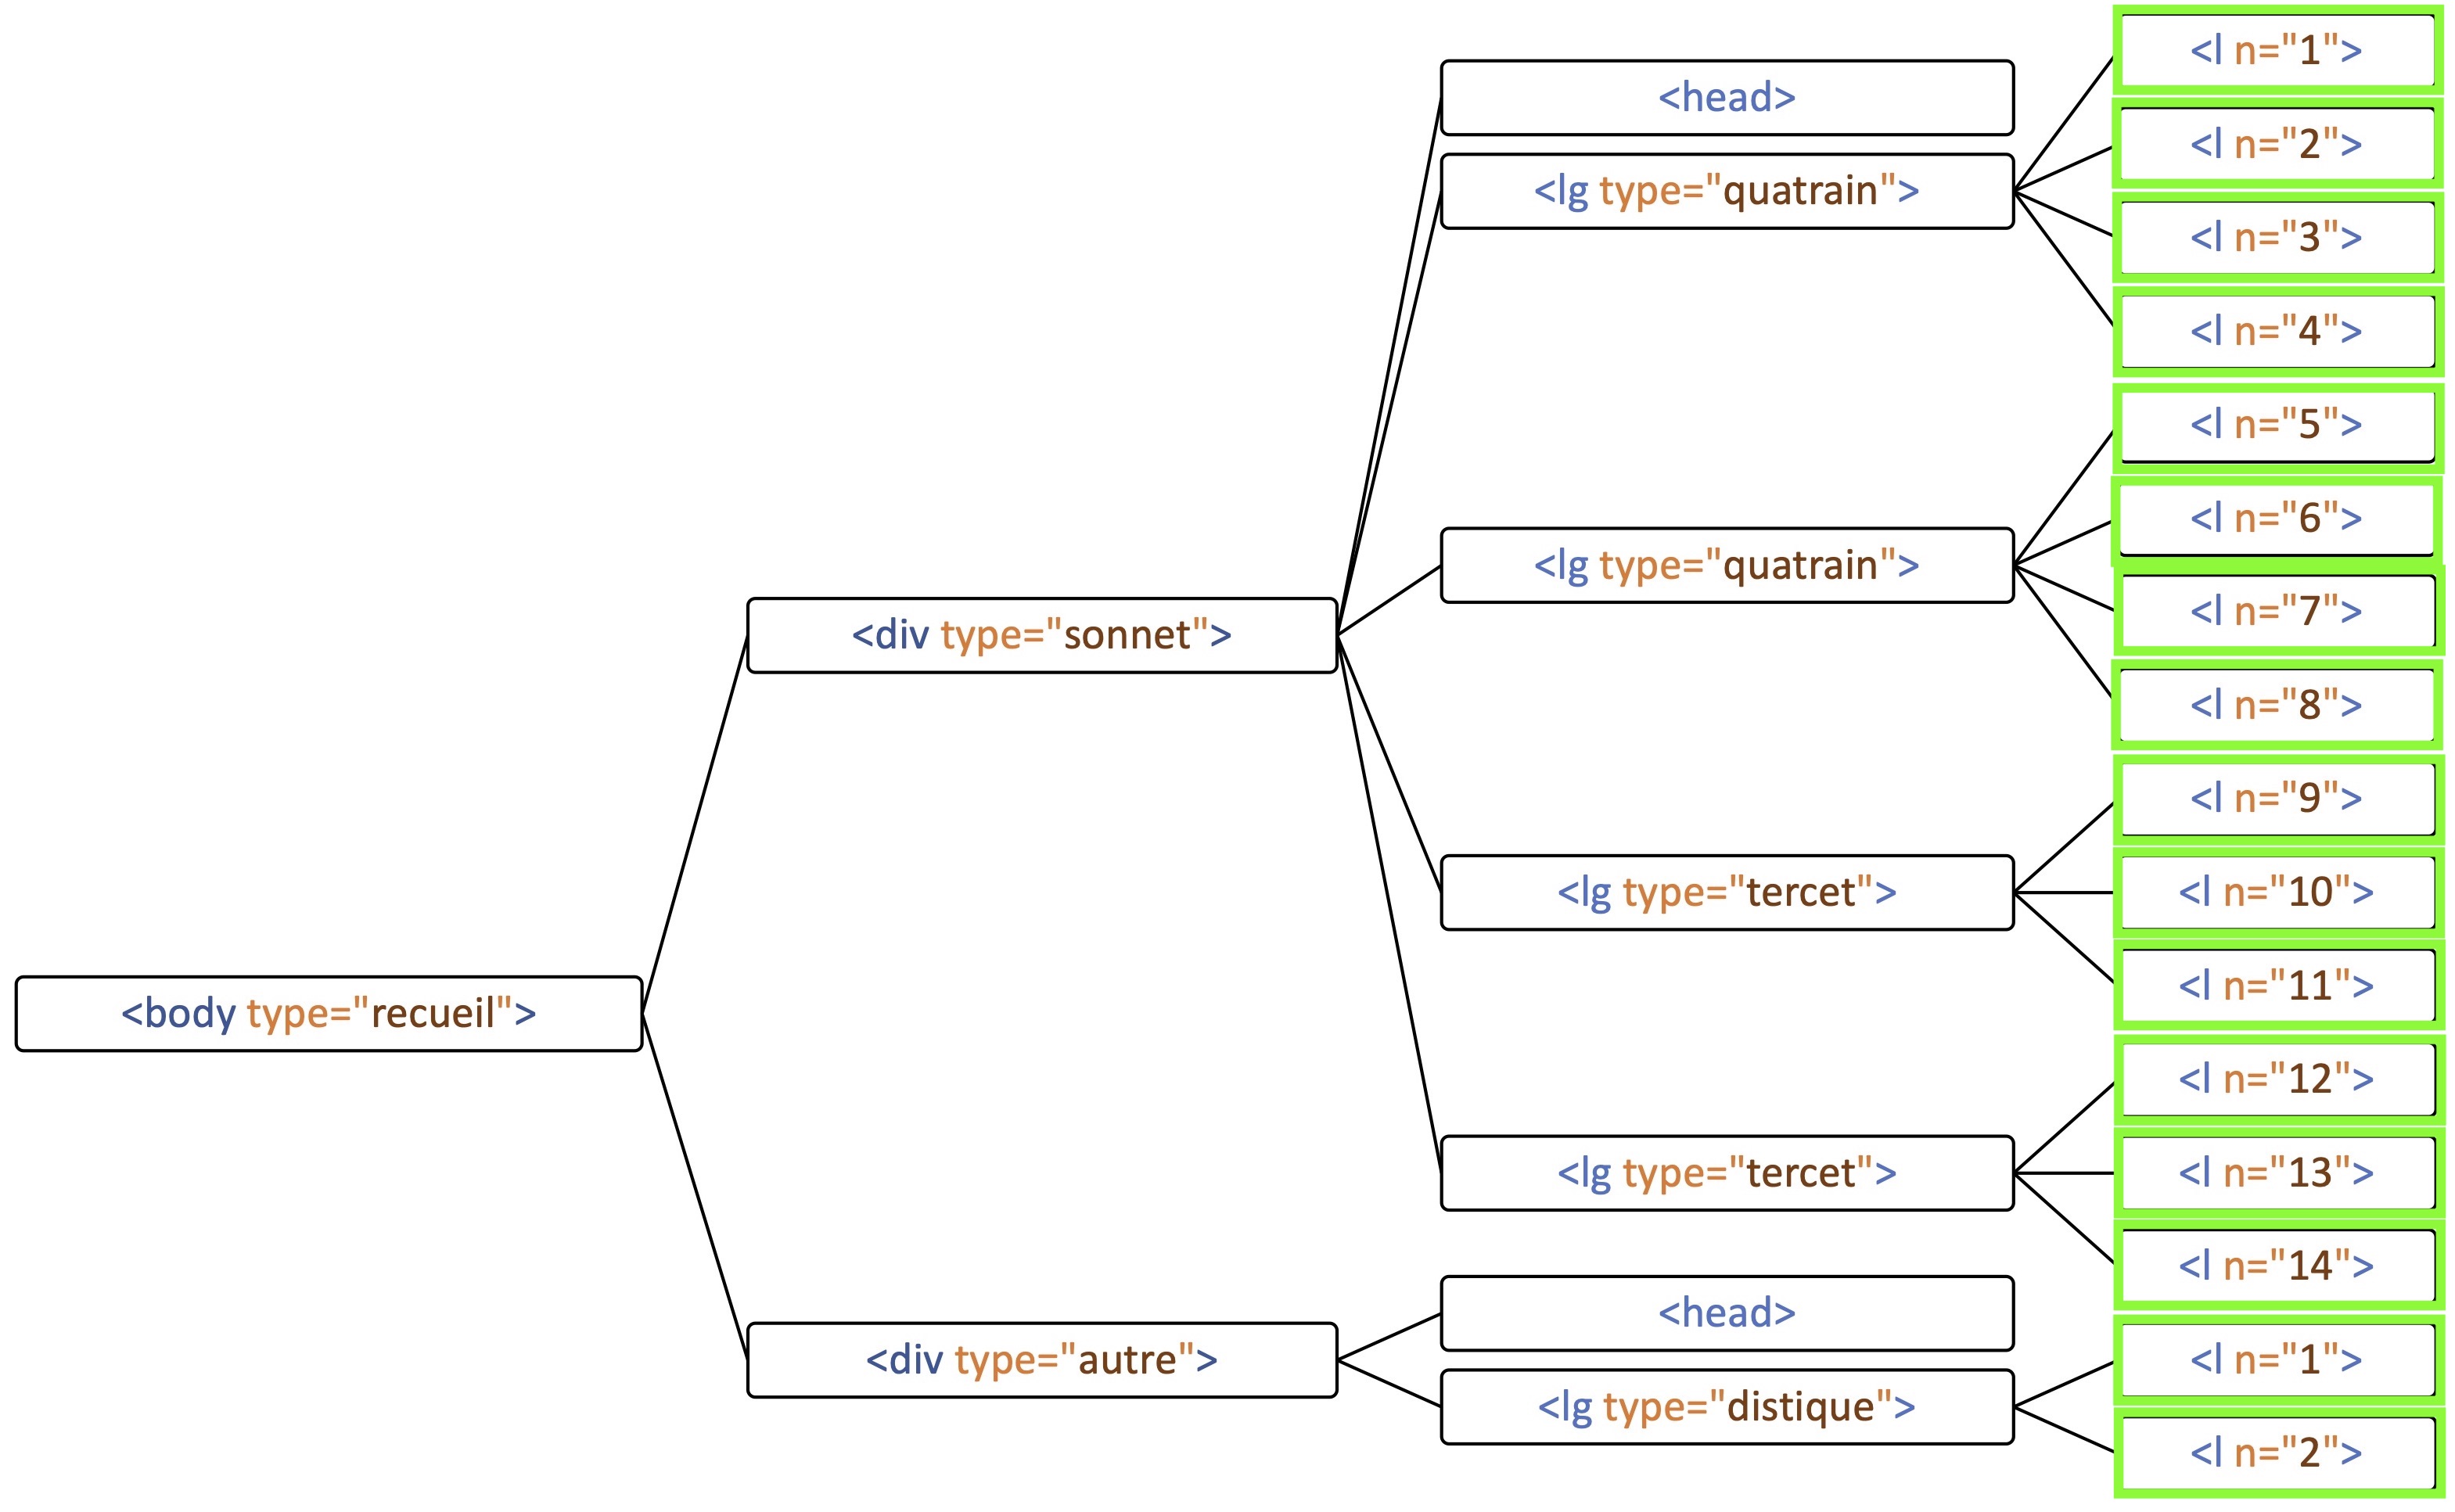 <body type="recueil">
<div type="sonnet">
<head>
<lg type="quatrain">
<l n="1">
<l n="2">
<l n="3">
<l n="4">
<lg type="quatrain">
<l n="5">
<l n="6">
<l n="7">
<l n="8">
<lg type="tercet">
<l n="9">
<l n="10">
<l n="11">
<lg type="tercet">
<l n="12">
<l n="13">
<l n="14">
<div type="autre">
<head>
<lg type="distique">
<l n="1">
<l n="2">